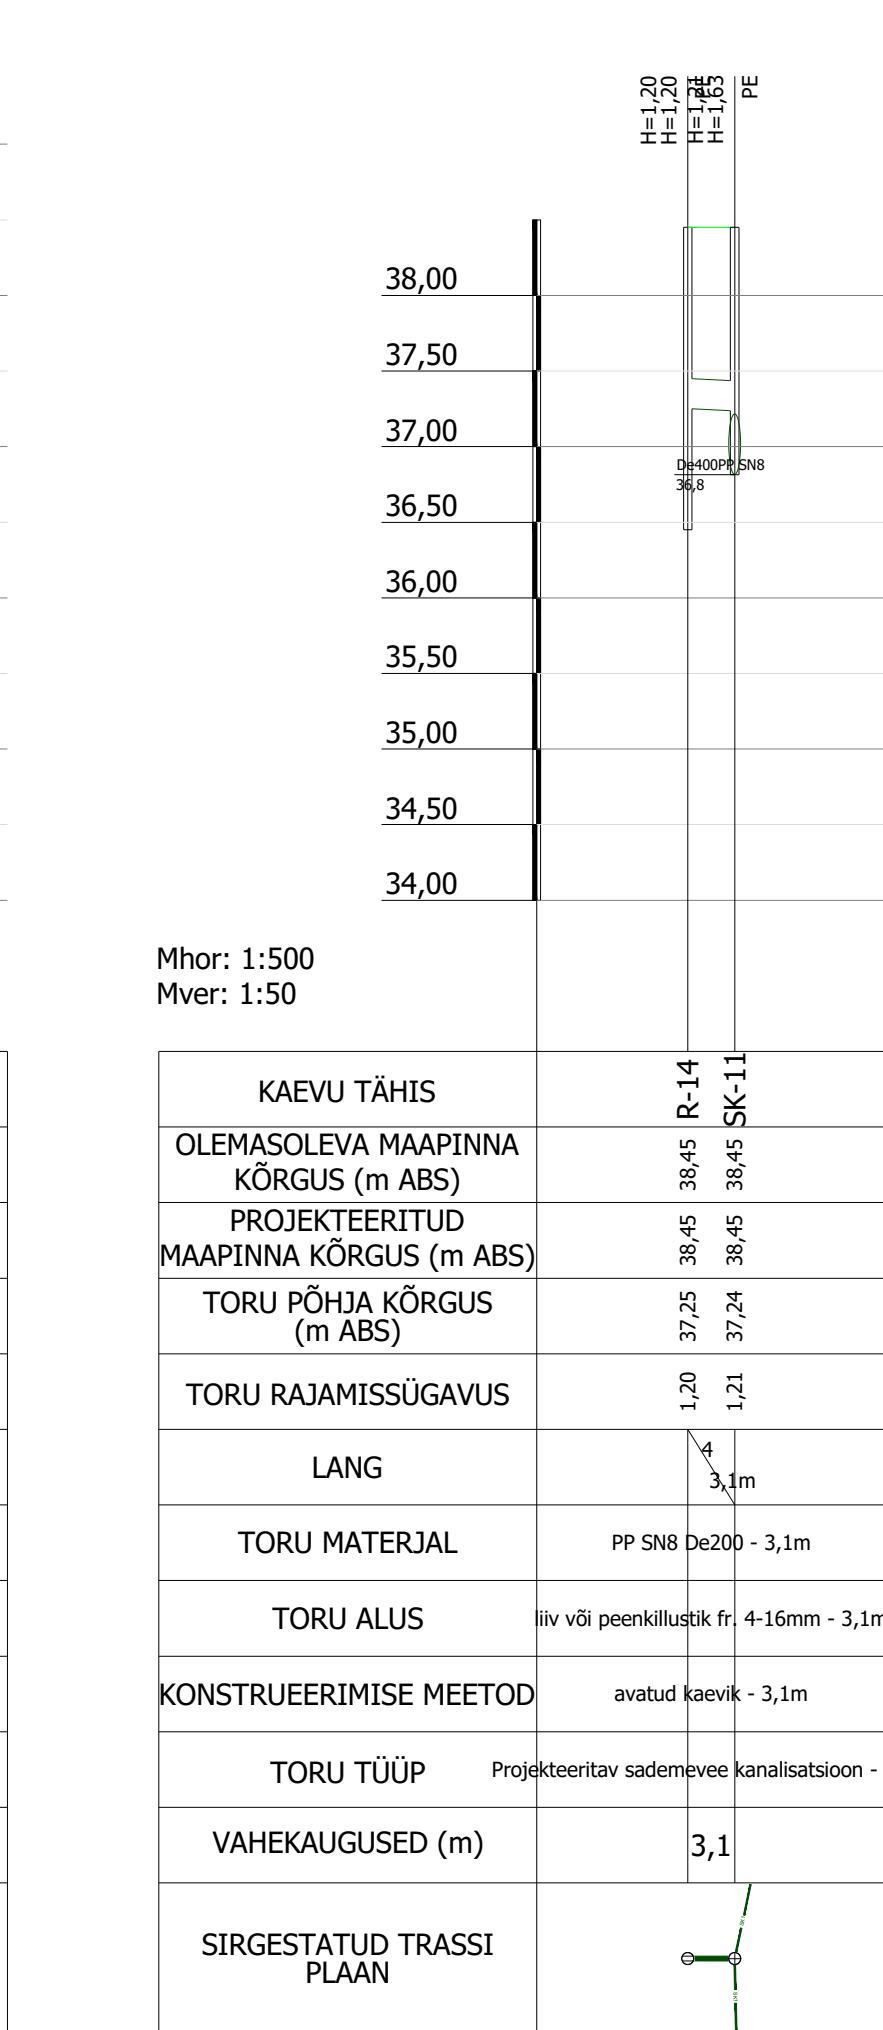 H=1,20
H=1,20
H=1,21
H=1,63
PE
38,00
37,50
37,00
De400PP SN8
36,8
36,50
36,00
35,50
35,00
34,50
34,00
Mhor: 1:500
Mver: 1:50
KAEVU TÄHIS
R-14
SK-11
OLEMASOLEVA MAAPINNA
KÕRGUS (m ABS)
38,45
38,45
PROJEKTEERITUD
MAAPINNA KÕRGUS (m ABS)
38,45
38,45
TORU PÕHJA KÕRGUS
(m ABS)
37,25
37,24
TORU RAJAMISSÜGAVUS
1,20
1,21
LANG
4
3,1m
TORU MATERJAL
PP SN8 De200 - 3,1m
TORU ALUS
liiv või peenkillustik fr. 4-16mm - 3,1m
KONSTRUEERIMISE MEETOD
avatud kaevik - 3,1m
TORU TÜÜP
Projekteeritav sademevee kanalisatsioon -
VAHEKAUGUSED (m)
3,1
SIRGESTATUD TRASSI
PLAAN